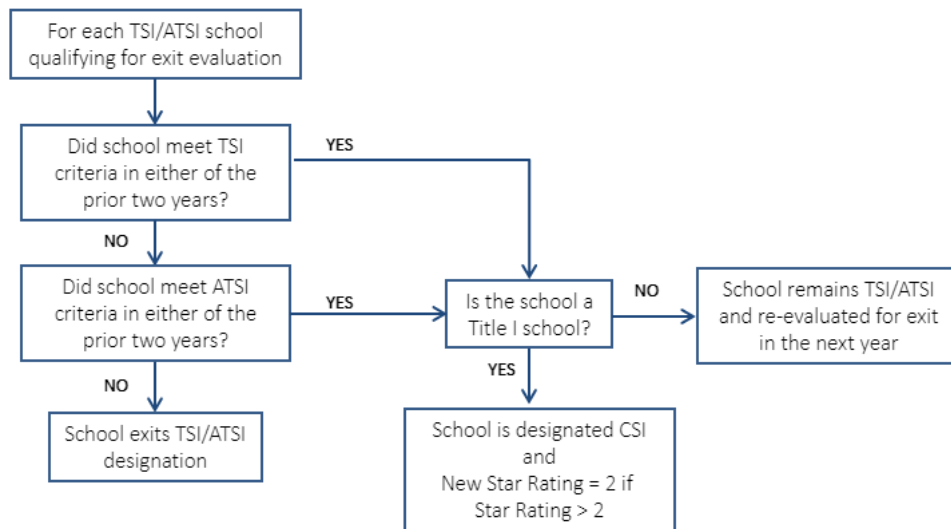 For each TSI/ATSI school
qualifying for exit evaluation
Did school meet TSI
criteria in either of the
prior two years?
YES
NO
Did school meet ATSI
criteria in either of the
prior two years?
YES
Is the school a
Title I school?
NO
School remains TSI/ATSI
and re-evaluated for exit
in the next year
NO
YES
School exits TSI/ATSI
designation
School is designated CSI
and
New Star Rating = 2 if
Star Rating > 2